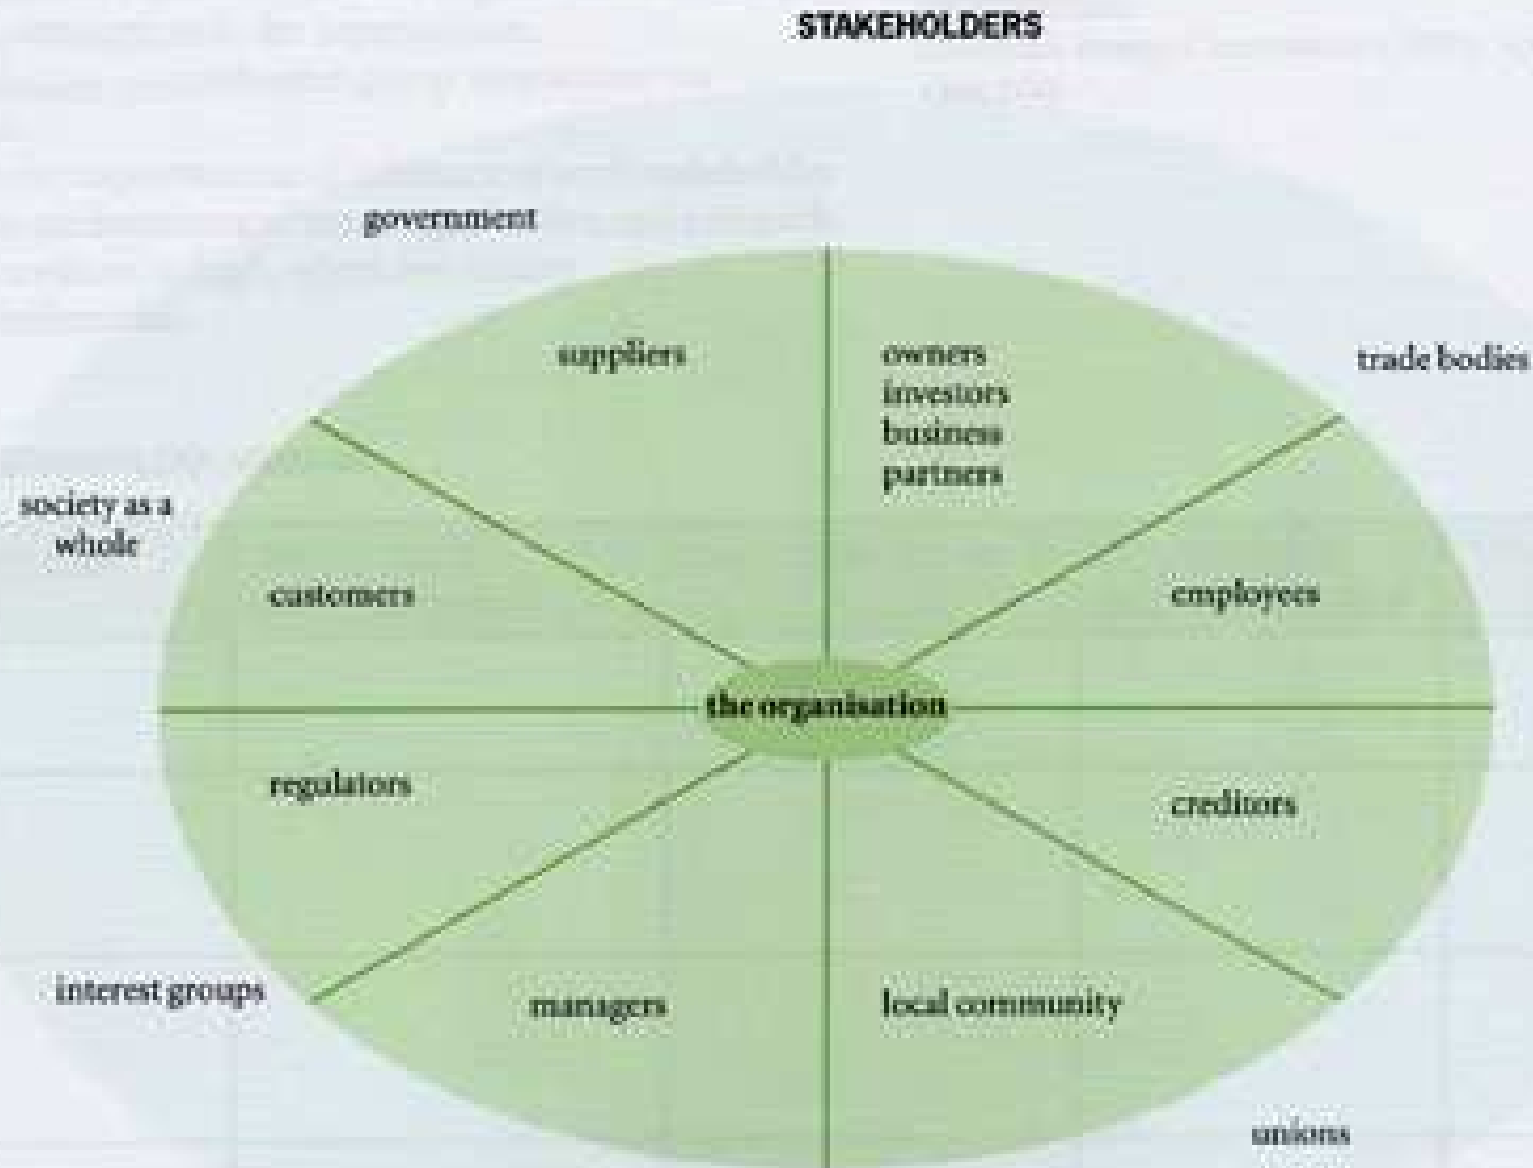 STAKEHOLDERS
government
suppliers
owners
investors
business
partners
trade bodies
society as a
whole
customers
employees
the organisation
regulators
creditors
interest groups
managers
local community
unions